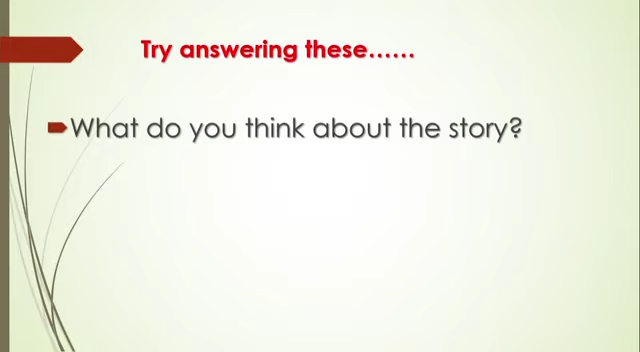 Try answering these......
What do you think about the story?